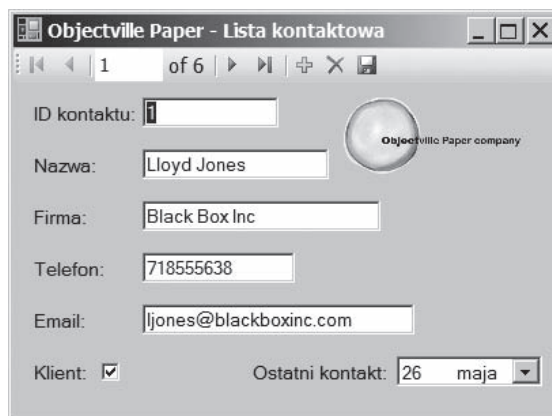 Objectville Paper - Lista kontaktowa
1 of 6
ID kontaktu: 1
Objectville Paper company
Nazwa: Lloyd Jones
Firma: Black Box Inc
Telefon: 718555638
Email: ljones@blackboxinc.com
Klient: Ostatni kontakt: 26 maja